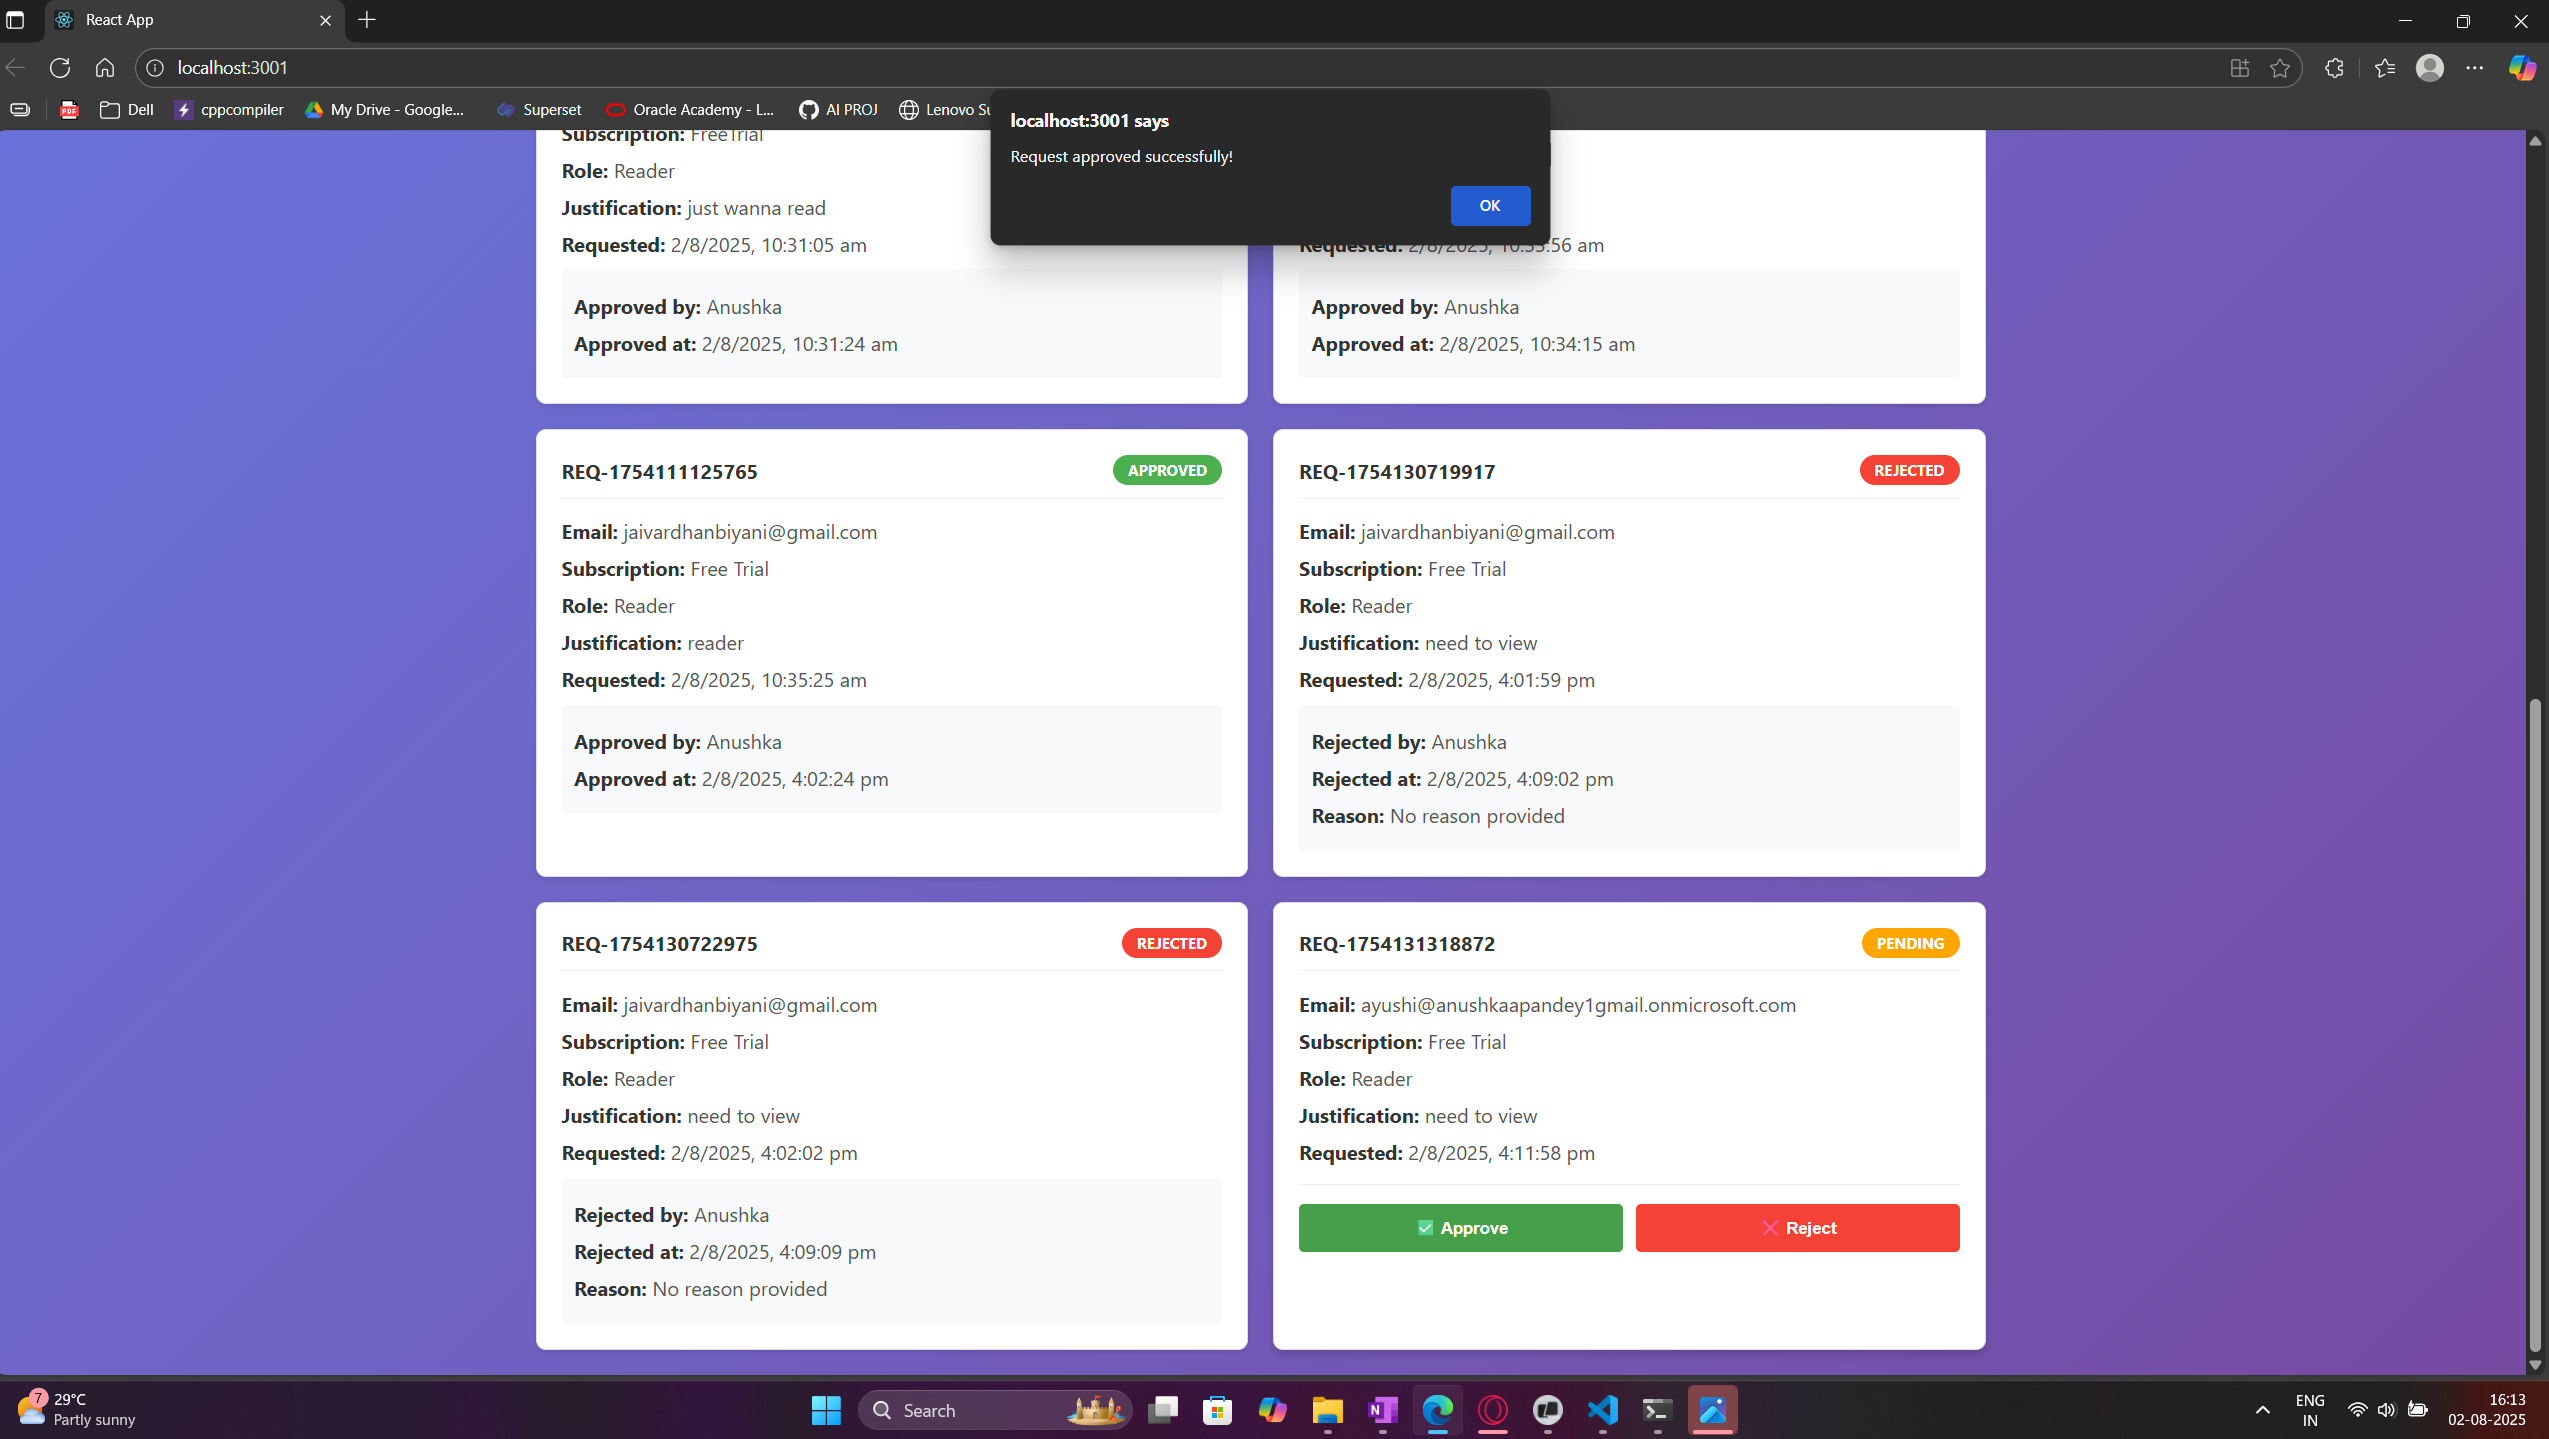 React App
localhost:3001
Dell
cppcompiler
My Drive - Google...
Superset
Oracle Academy - L...
AI PROJ
Lenovo Su
localhost:3001 says
Request approved successfully!
OK
Subscription: FreeTrial
Role: Reader
Justification: just wanna read
Requested: 2/8/2025, 10:31:05 am
Approved by: Anushka
Approved at: 2/8/2025, 10:31:24 am
Requested: 2/8/2025, 10:33:56 am
Approved by: Anushka
Approved at: 2/8/2025, 10:34:15 am
REQ-1754111125765
APPROVED
Email: jaivardhanbiyani@gmail.com
Subscription: Free Trial
Role: Reader
Justification: reader
Requested: 2/8/2025, 10:35:25 am
Approved by: Anushka
Approved at: 2/8/2025, 4:02:24 pm
REQ-1754130719917
REJECTED
Email: jaivardhanbiyani@gmail.com
Subscription: Free Trial
Role: Reader
Justification: need to view
Requested: 2/8/2025, 4:01:59 pm
Rejected by: Anushka
Rejected at: 2/8/2025, 4:09:02 pm
Reason: No reason provided
REQ-1754130722975
REJECTED
Email: jaivardhanbiyani@gmail.com
Subscription: Free Trial
Role: Reader
Justification: need to view
Requested: 2/8/2025, 4:02:02 pm
Rejected by: Anushka
Rejected at: 2/8/2025, 4:09:09 pm
Reason: No reason provided
REQ-1754131318872
PENDING
Email: ayushi@anushkaapandey1gmail.onmicrosoft.com
Subscription: Free Trial
Role: Reader
Justification: need to view
Requested: 2/8/2025, 4:11:58 pm
✅ Approve
❌ Reject
7
29°C
Partly sunny
Search
ENG
IN
16:13
02-08-2025